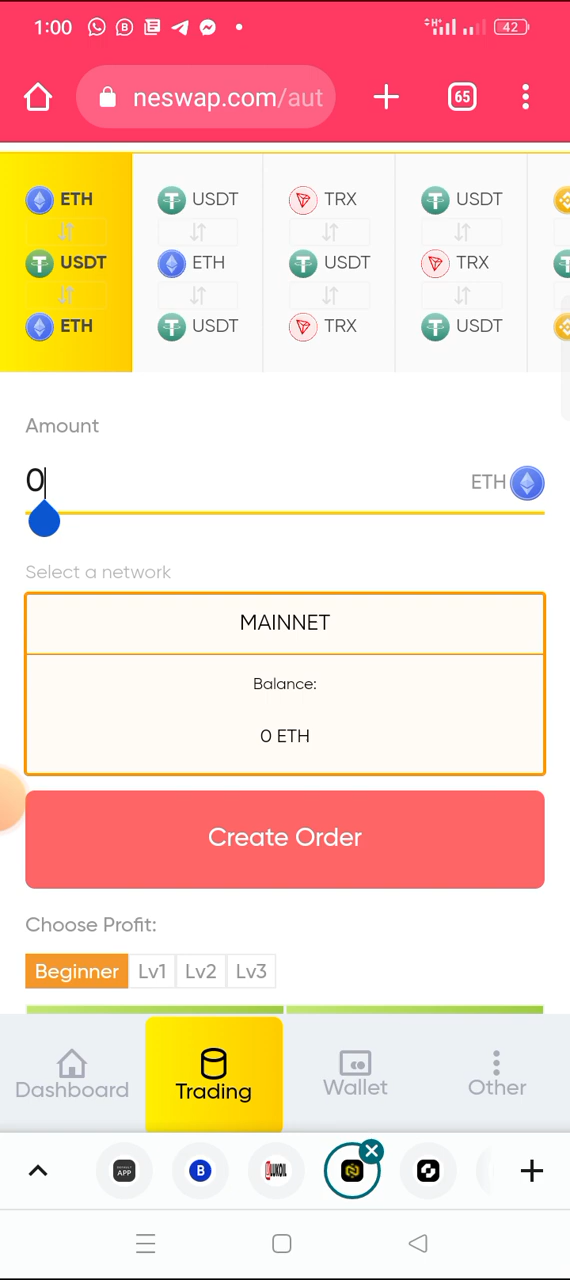 1:00
42
neswap.com/aut
65
ETH USDT TRX USDT
USDT ETH USDT TRX
ETH USDT TRX USDT
Amount
0
ETH
Select a network
MAINNET
Balance:
0 ETH
Create Order
Choose Profit:
Beginner Lv1 Lv2 Lv3
Dashboard Trading Wallet Other
APP B LUKOIL